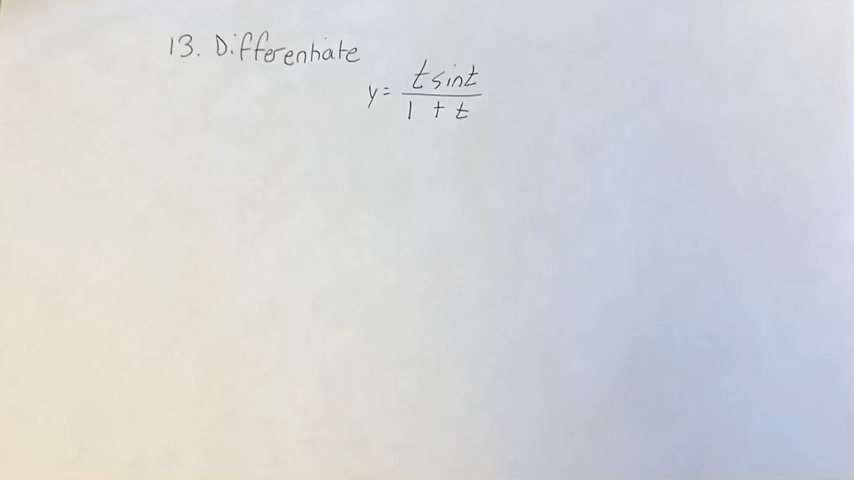 13. Differentiate
y = t sin t / 1 + t